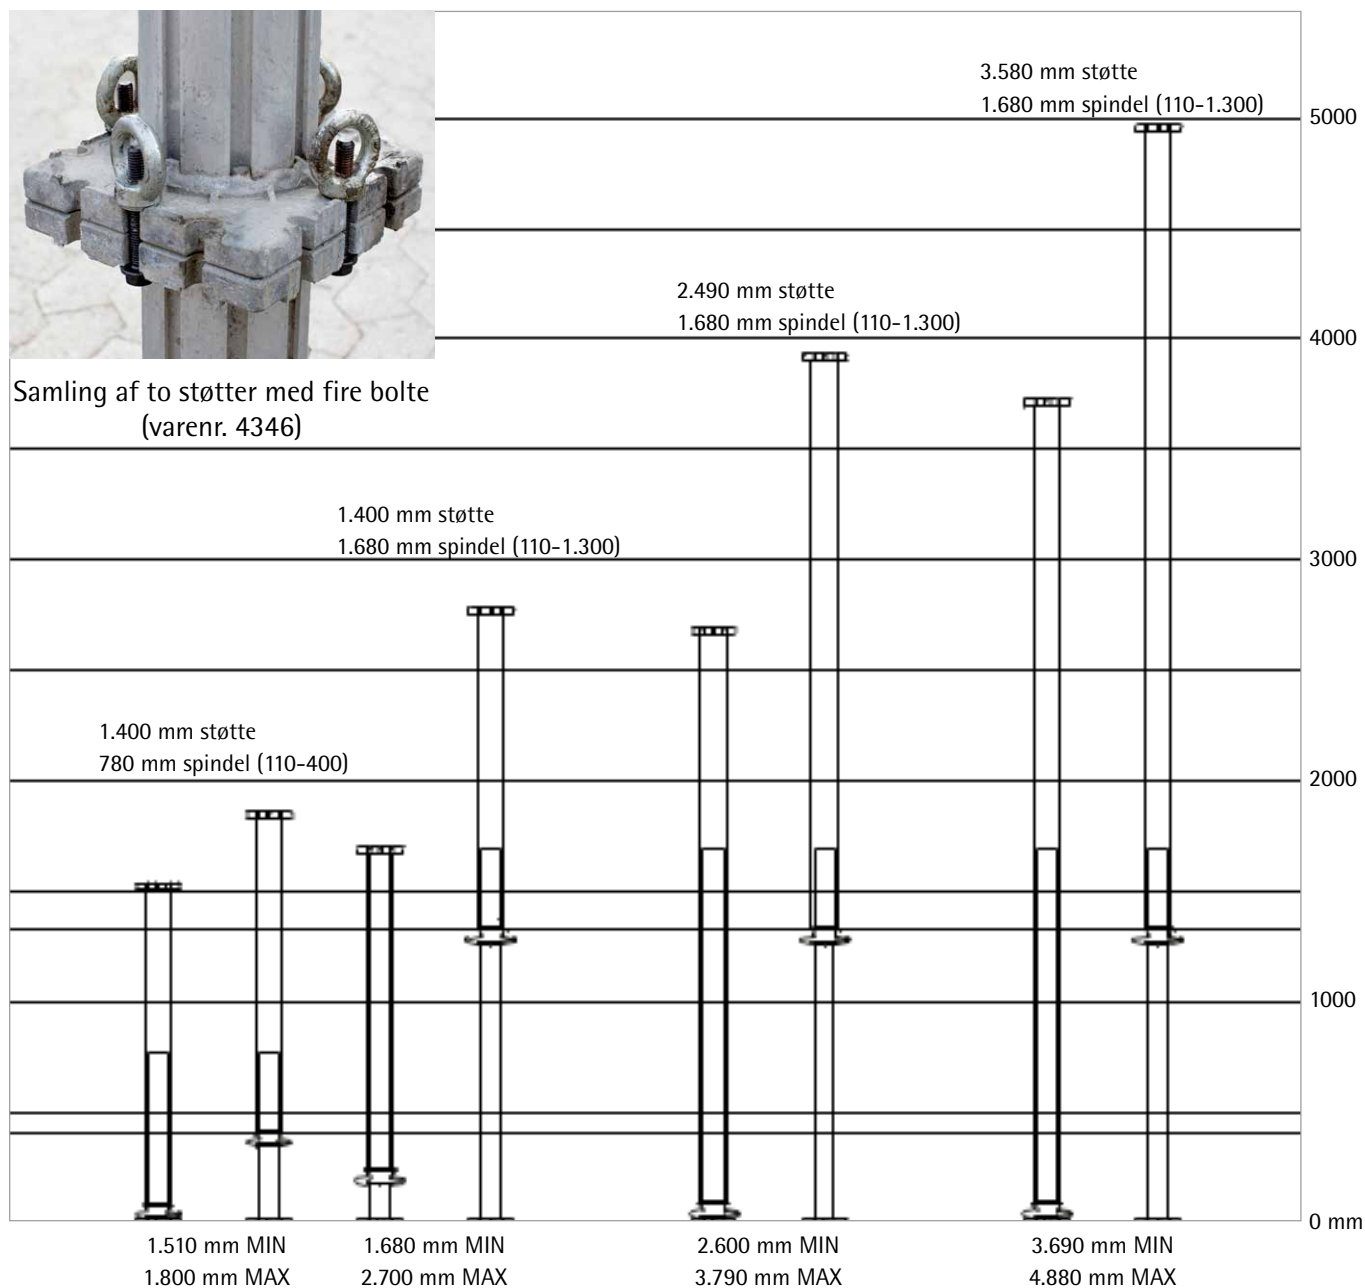 3.580 mm støtte
1.680 mm spindel (110-1.300)
5000
2.490 mm støtte
1.680 mm spindel (110-1.300)
4000
Samling af to støtter med fire bolte
(varenr. 4346)
1.400 mm støtte
1.680 mm spindel (110-1.300)
3000
1.400 mm støtte
780 mm spindel (110-400)
2000
1000
0 mm
1.510 mm MIN
1.800 mm MAX
1.680 mm MIN
2.700 mm MAX
2.600 mm MIN
3.790 mm MAX
3.690 mm MIN
4.880 mm MAX